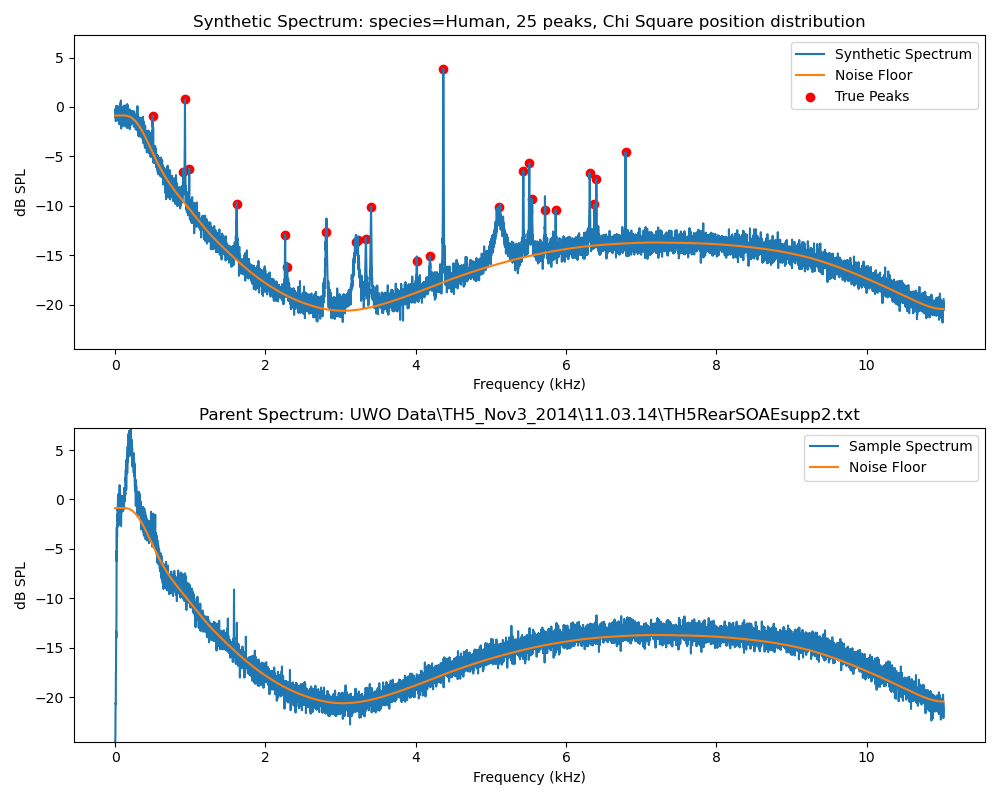 Synthetic Spectrum: species=Human, 25 peaks, Chi Square position distribution
5
0
−5
−10
−15
−20
dB SPL
Synthetic Spectrum
Noise Floor
True Peaks
0 2 4 6 8 10
Frequency (kHz)
Parent Spectrum: UWO Data\TH5_Nov3_2014\11.03.14\TH5RearSOAEsupp2.txt
5
0
−5
−10
−15
−20
dB SPL
Sample Spectrum
Noise Floor
0 2 4 6 8 10
Frequency (kHz)